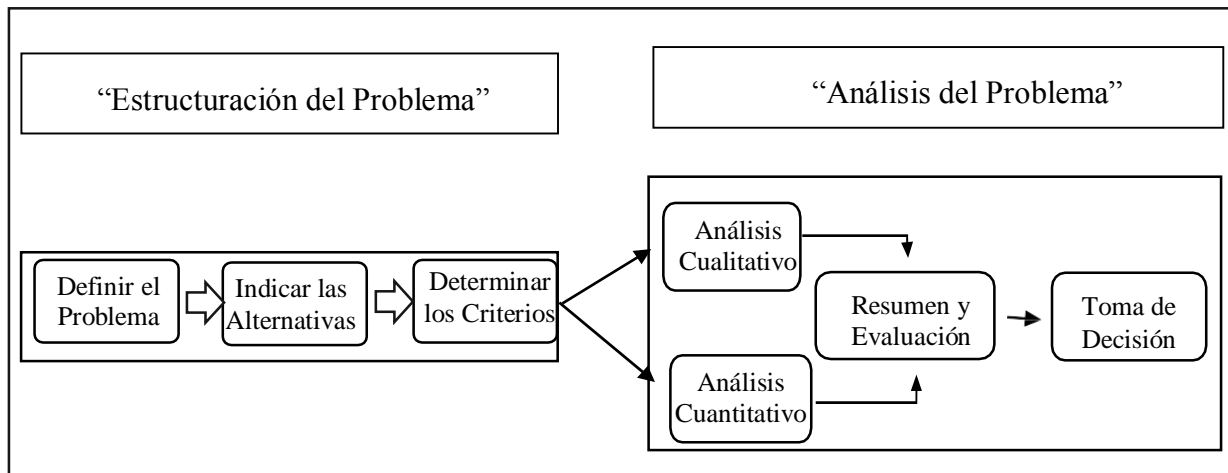 “Estructuración del Problema”
“Análisis del Problema”
Definir el
Problema
Indicar las
Alternativas
Determinar
los Criterios
Análisis
Cualitativo
Análisis
Cuantitativo
Resumen y
Evaluación
Toma de
Decisión